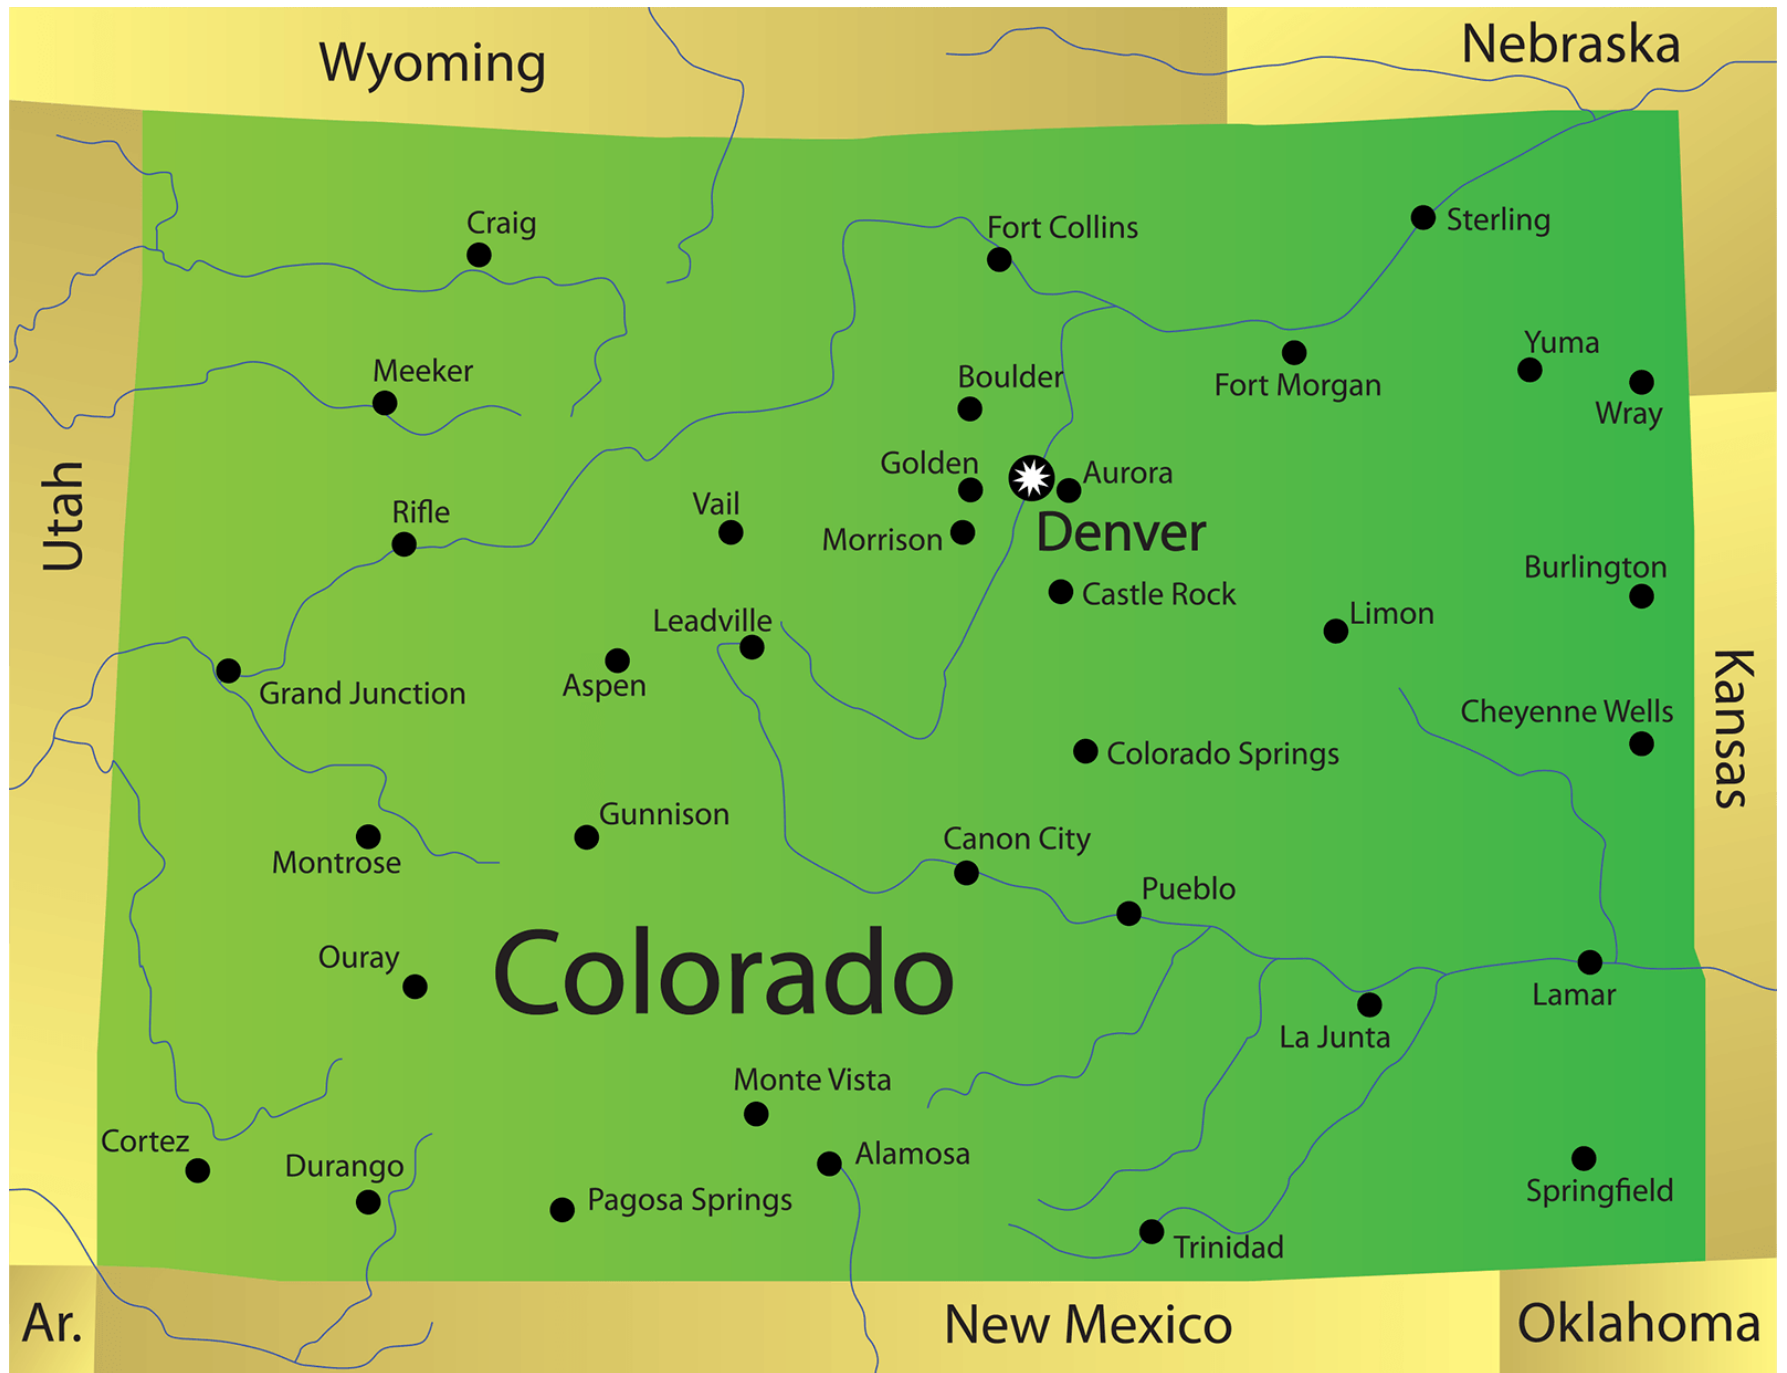 Wyoming
Nebraska
Craig
Fort Collins
Sterling
Meeker
Boulder
Fort Morgan
Yuma
Wray
Utah
Golden
Aurora
Rifle
Vail
Morrison
Denver
Castle Rock
Burlington
Leadville
Limon
Grand Junction
Aspen
Kansas
Cheyenne Wells
Colorado Springs
Gunnison
Montrose
Canon City
Pueblo
Ouray
Colorado
Lamar
La Junta
Monte Vista
Cortez
Durango
Alamosa
Pagosa Springs
Springfield
Trinidad
Ar.
New Mexico
Oklahoma